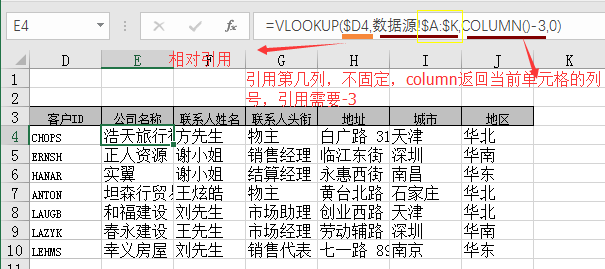 E4 =VLOOKUP($D4,数据源!$A:$K,COLUMN()-3,0)
相对引用
D E F G H I J K
1 引用第几列，不固定，column返回当前单元格的列
2 号，引用需要-3
3 客户ID 公司名称 联系人姓名 联系人头衔 地址 城市 地区
4 CHOPS 浩天旅行社 方先生 物主 白广路 31 天津 华北
5 ERNSH 正人资源 谢小姐 销售经理 临江东街 深圳 华南
6 HANAR 实翼 谢小姐 结算经理 永惠西街 南昌 华东
7 ANTON 坦森行贸易 王炫皓 物主 黄台北路 石家庄 华北
8 LAUGB 和福建设 刘先生 市场助理 创业西路 天津 华北
9 LAZYK 春永建设 王先生 市场经理 劳动辅路 深圳 华南
10 LEHMS 幸义房屋 刘先生 销售代表 七一路 89 南京 华东